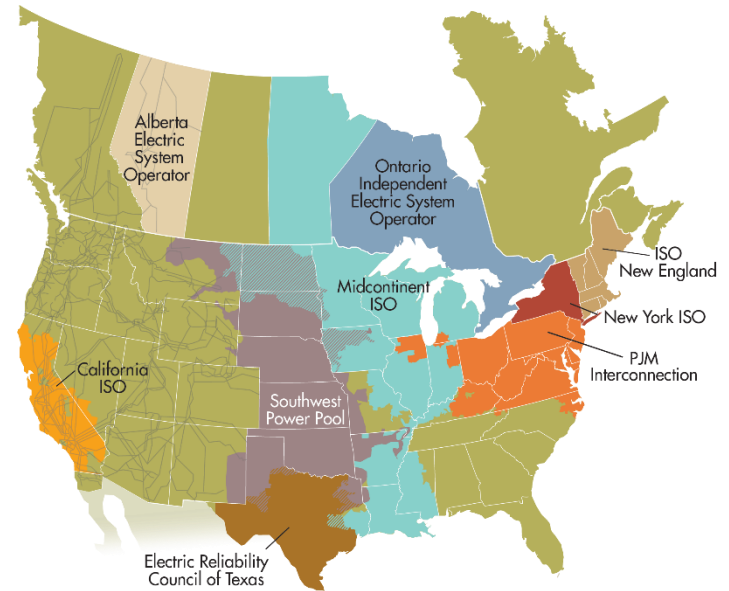 Alberta
Electric
System
Operator
Ontario
Independent
Electric System
Operator
ISO
New England
Midcontinent
ISO
New York ISO
PJM
Interconnection
California
ISO
Southwest
Power Pool
Electric Reliability
Council of Texas